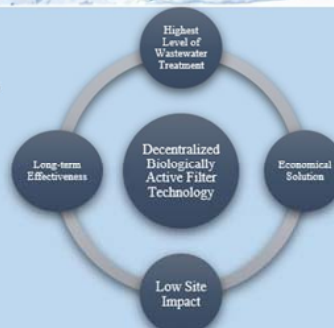 Highest
Level of
Wastewater
Treatment
Long-term
Effectiveness
Decentralized
Biologically
Active Filter
Technology
Economical
Solution
Low Site
Impact